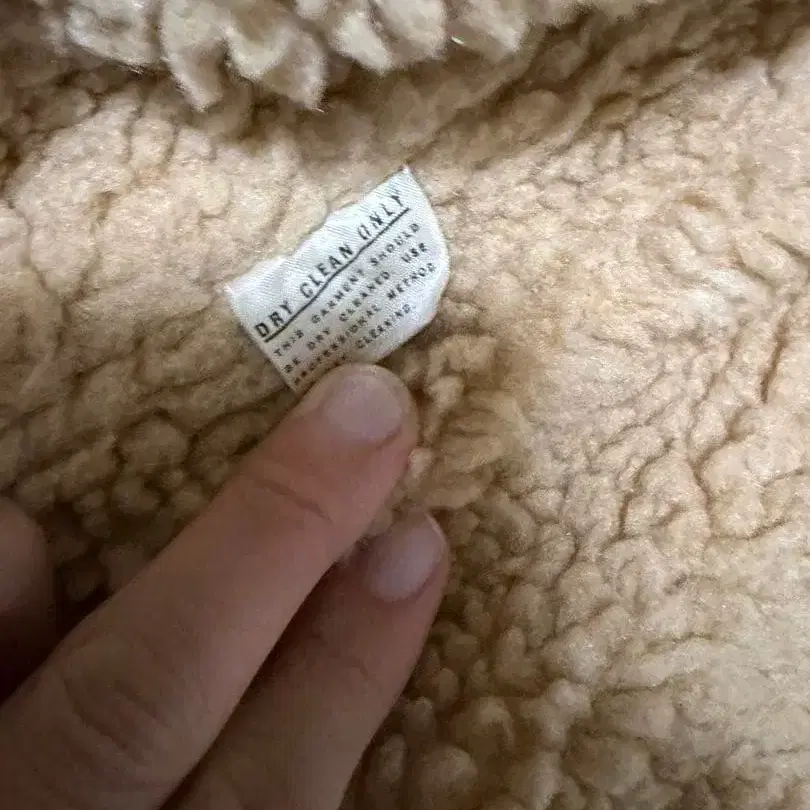 DRY CLEAN ONLY
THIS GARMENT SHOULD
BE DRY CLEANED. USE
PROFESSIONAL METHOD
CLEANING.